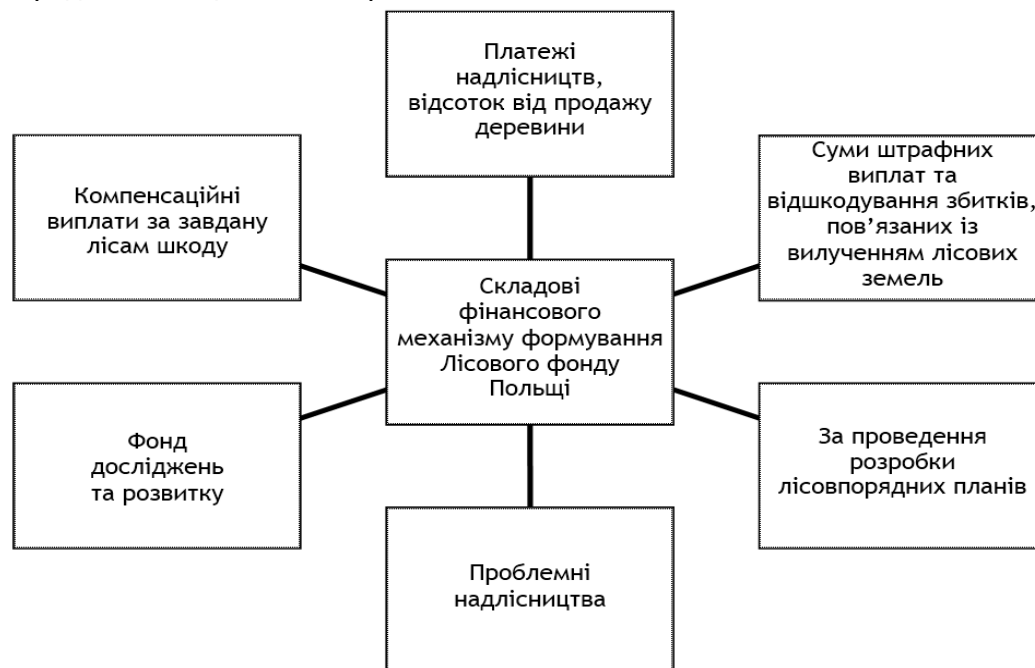 Платежі
надлісництв,
відсоток від продажу
деревини
Компенсаційні
виплати за завдану
лісам шкоду
Суми штрафних
виплат та
відшкодування збитків,
пов’язаних із
вилученням лісових
земель
Складові
фінансового
механізму формування
Лісового фонду
Польщі
Фонд
досліджень
та розвитку
За проведення
розробки
лісовпорядних планів
Проблемні
надлісництва